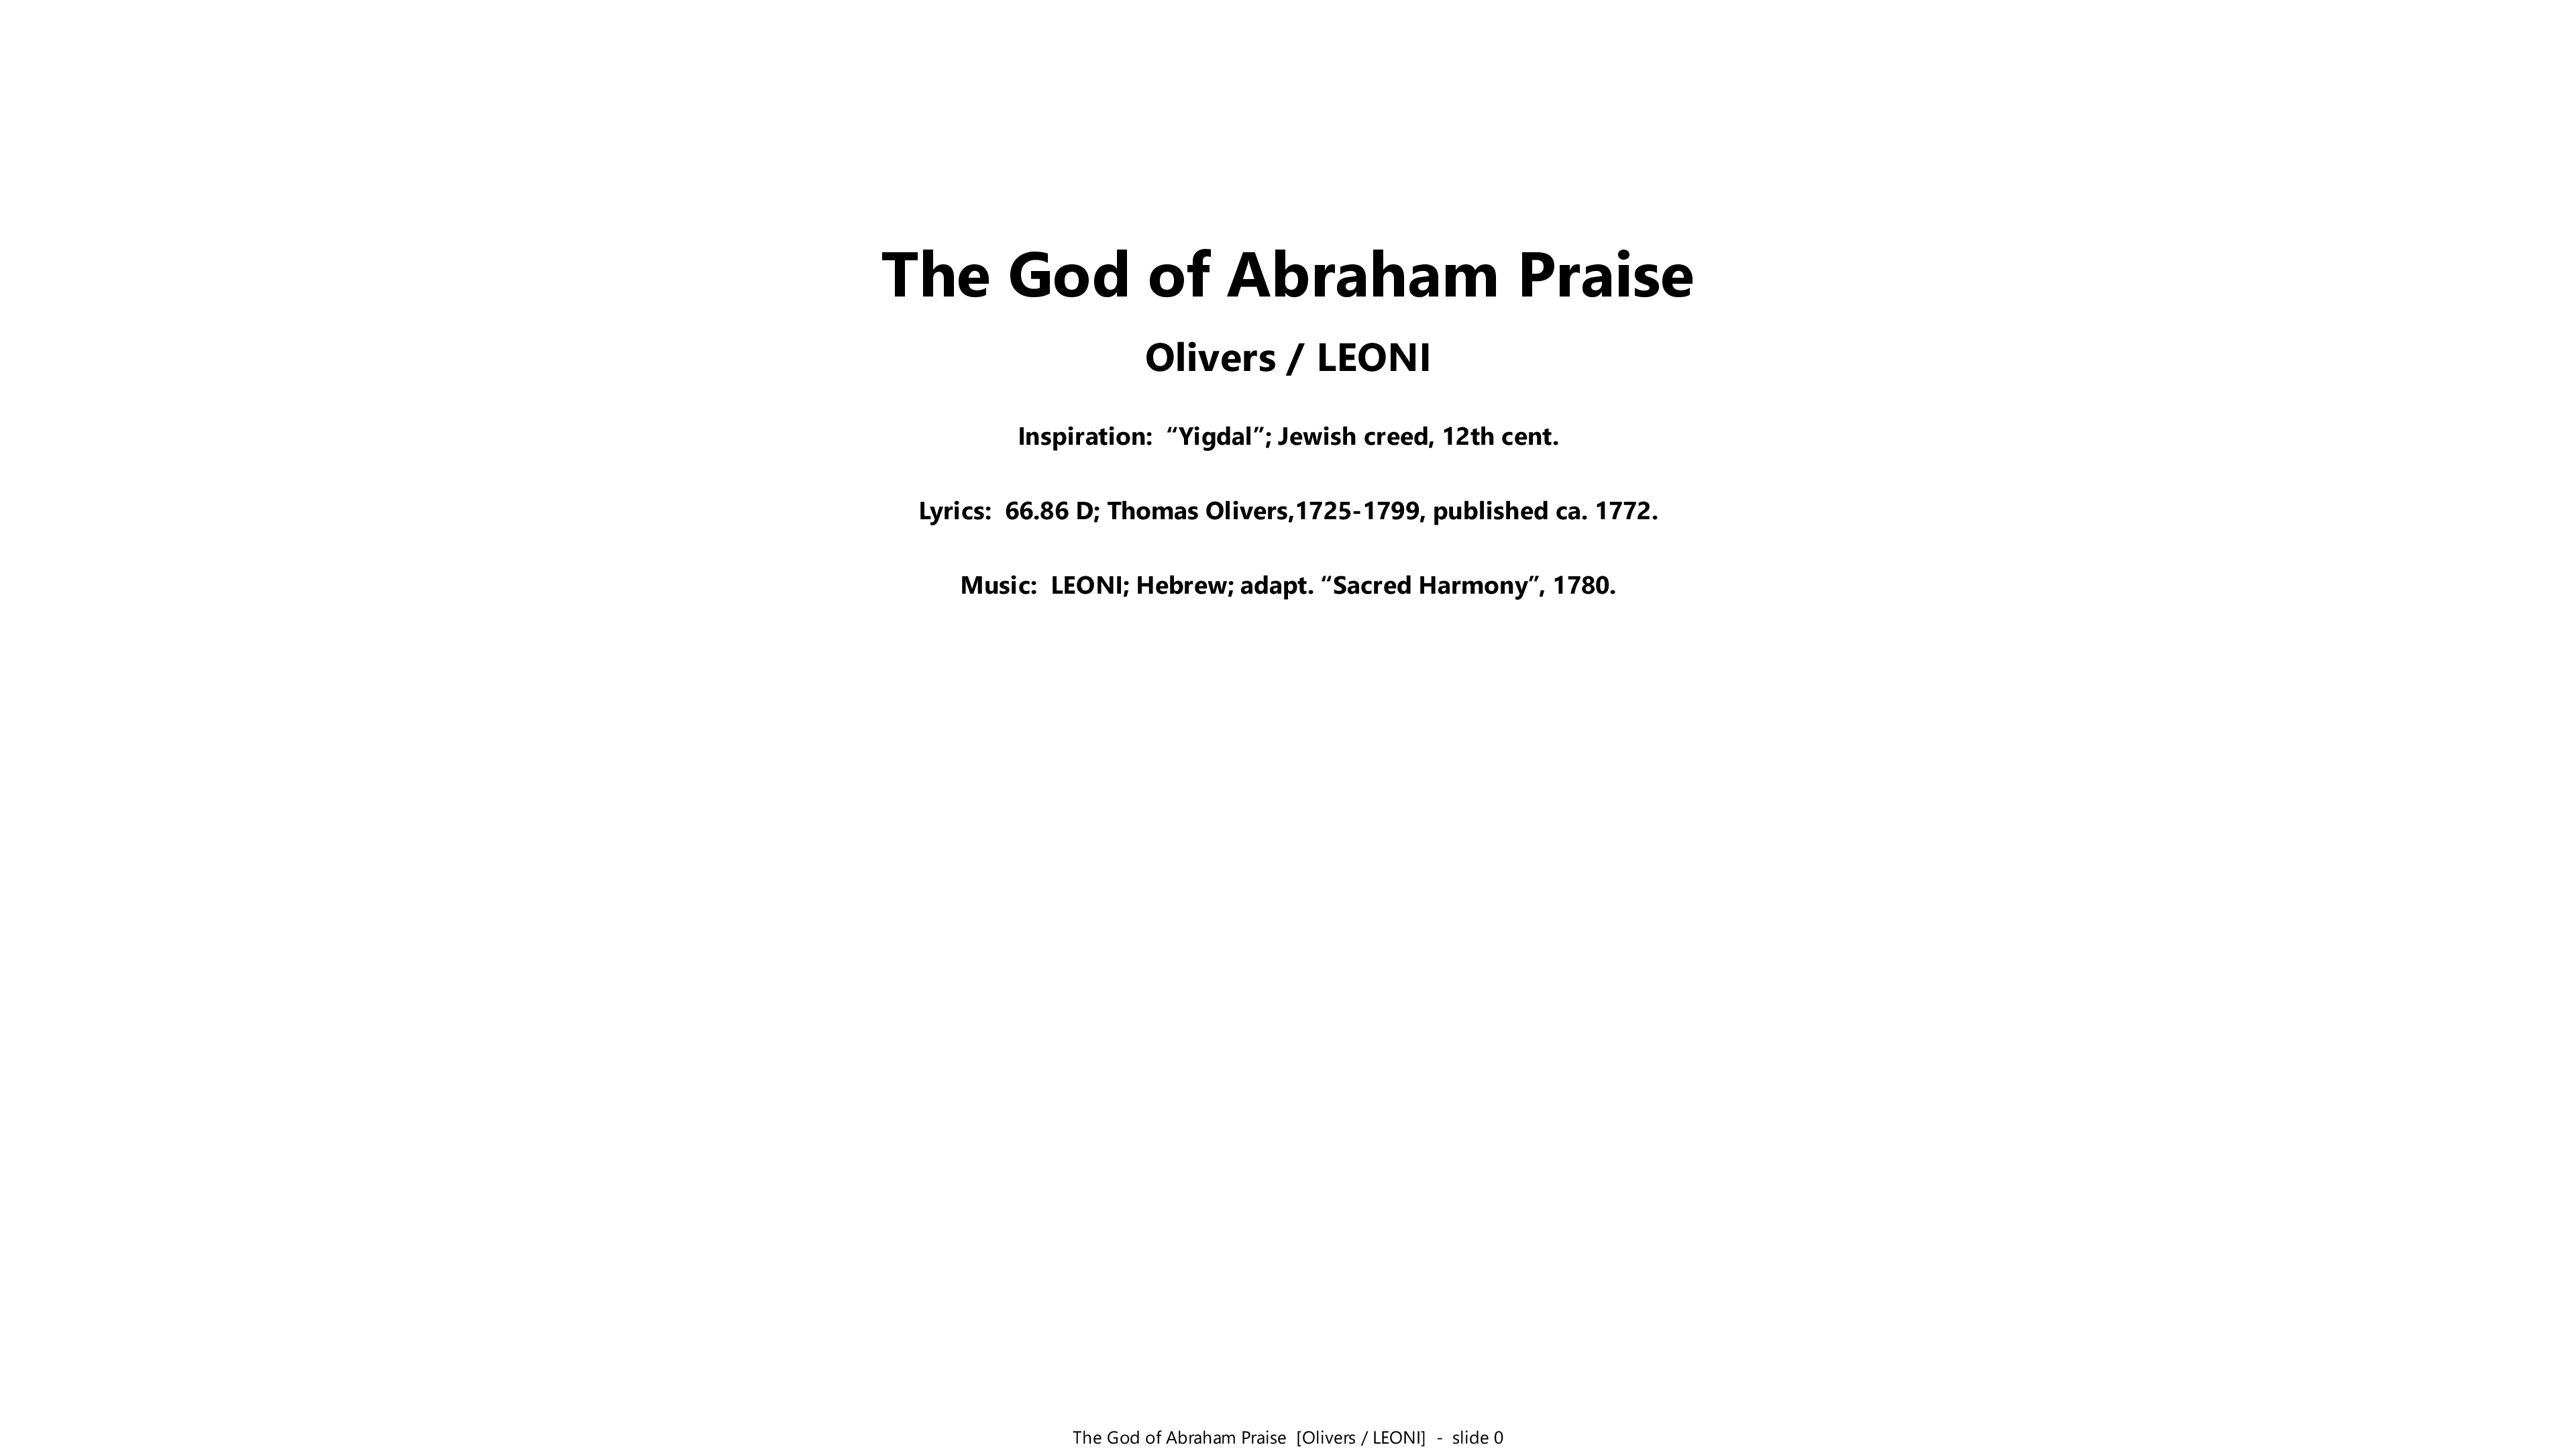 The God of Abraham Praise
Olivers / LEONI
Inspiration:  “Yigdal”; Jewish creed, 12th cent.
Lyrics:  66.86 D; Thomas Olivers,1725-1799, published ca. 1772.
Music:  LEONI; Hebrew; adapt. “Sacred Harmony”, 1780.
The God of Abraham Praise  [Olivers / LEONI]  -  slide 0